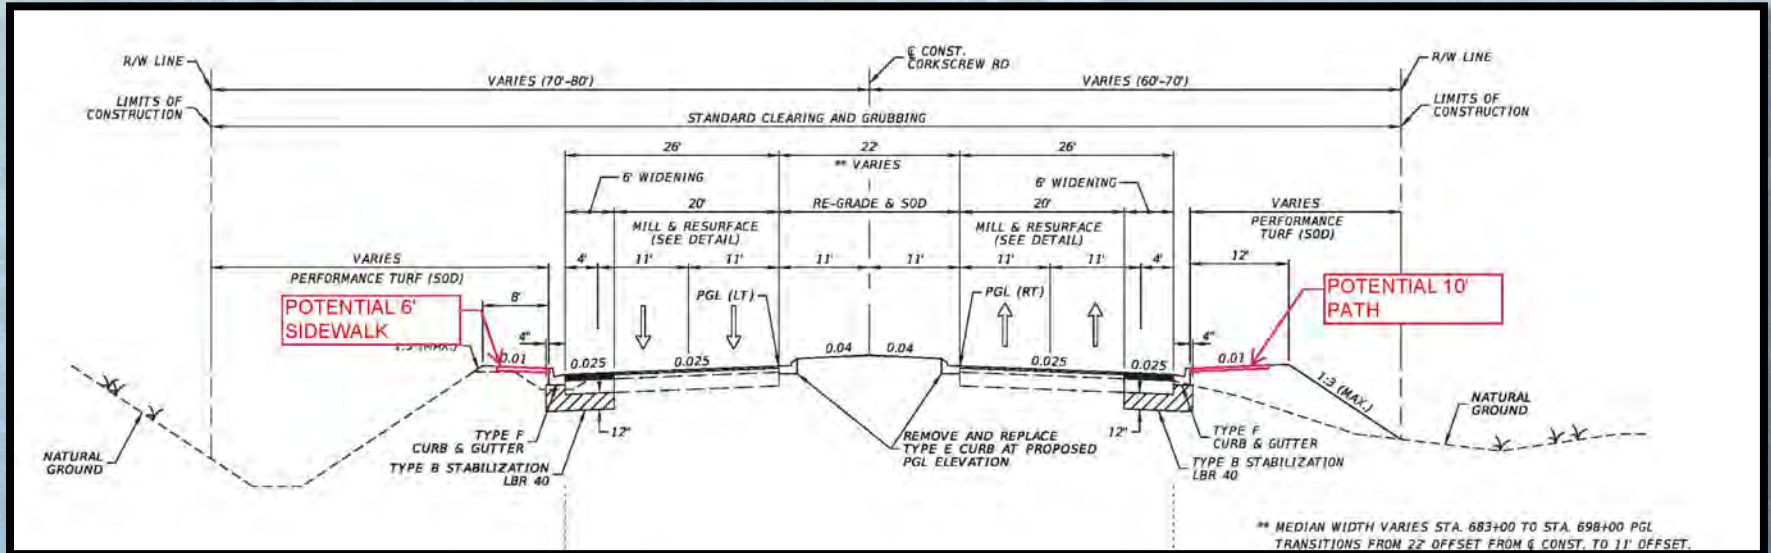 R/W LINE
℄ CONST.
CORKSCREW RD
R/W LINE
VARIES (70'-80')
VARIES (60'-70')
LIMITS OF
CONSTRUCTION
LIMITS OF
CONSTRUCTION
STANDARD CLEARING AND GRUBBING
26'
22'
26'
** VARIES
6' WIDENING
6' WIDENING
20'
RE-GRADE & SOD
20'
VARIES
MILL & RESURFACE
(SEE DETAIL)
MILL & RESURFACE
(SEE DETAIL)
PERFORMANCE
TURF (SOD)
VARIES
4'
11'
11'
11'
11'
11'
11'
4'
12'
PERFORMANCE TURF (SOD)
8'
PGL (LT)
PGL (RT)
POTENTIAL 6'
SIDEWALK
POTENTIAL 10'
PATH
4"
4"
1:3 (MAX.)
0.01
0.025
0.025
0.04
0.04
0.025
0.025
0.01
1:3 (MAX.)
NATURAL
GROUND
NATURAL
GROUND
TYPE F
CURB & GUTTER
12"
REMOVE AND REPLACE
TYPE E CURB AT PROPOSED
PGL ELEVATION
12"
TYPE F
CURB & GUTTER
TYPE B STABILIZATION
LBR 40
TYPE B STABILIZATION
LBR 40
** MEDIAN WIDTH VARIES STA. 683+00 TO STA. 698+00 PGL
TRANSITIONS FROM 22' OFFSET FROM ℄ CONST. TO 11' OFFSET.